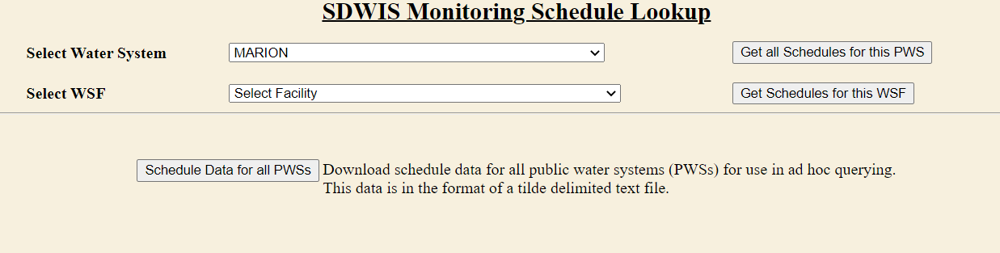 SDWIS Monitoring Schedule Lookup
Select Water System MARION Get all Schedules for this PWS
Select WSF Select Facility Get Schedules for this WSF
Schedule Data for all PWSs Download schedule data for all public water systems (PWSs) for use in ad hoc querying.
This data is in the format of a tilde delimited text file.